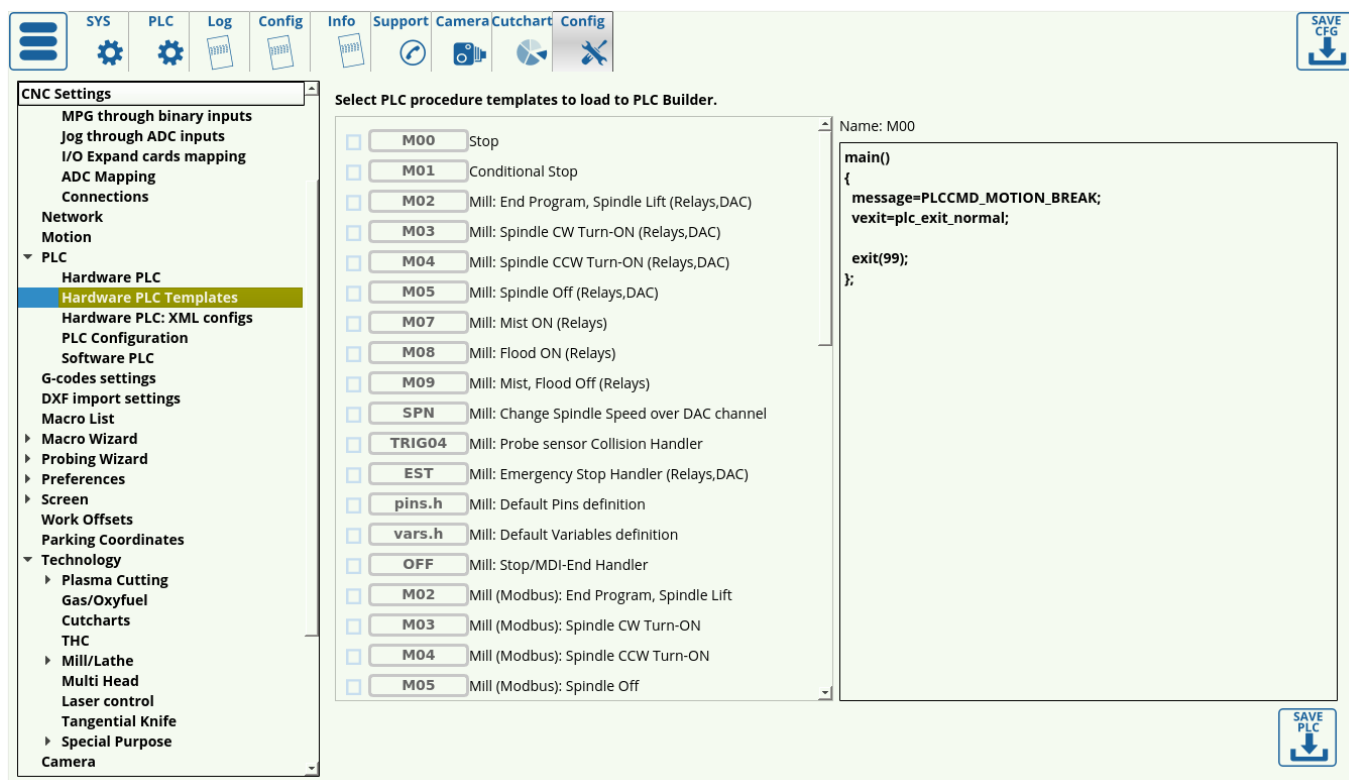 SYS
PLC
Log
Config
Info
Support
Camera
Cutchart
Config
SAVE
CFG
CNC Settings
MPG through binary inputs
Jog through ADC inputs
I/O Expand cards mapping
ADC Mapping
Connections
Network
Motion
PLC
Hardware PLC
Hardware PLC Templates
Hardware PLC: XML configs
PLC Configuration
Software PLC
G-codes settings
DXF import settings
Macro List
Macro Wizard
Probing Wizard
Preferences
Screen
Work Offsets
Parking Coordinates
Technology
Plasma Cutting
Gas/Oxyfuel
Cutcharts
THC
Mill/Lathe
Multi Head
Laser control
Tangential Knife
Special Purpose
Camera
Select PLC procedure templates to load to PLC Builder.
M00 Stop
M01 Conditional Stop
M02 Mill: End Program, Spindle Lift (Relays,DAC)
M03 Mill: Spindle CW Turn-ON (Relays,DAC)
M04 Mill: Spindle CCW Turn-ON (Relays,DAC)
M05 Mill: Spindle Off (Relays,DAC)
M07 Mill: Mist ON (Relays)
M08 Mill: Flood ON (Relays)
M09 Mill: Mist, Flood Off (Relays)
SPN Mill: Change Spindle Speed over DAC channel
TRIG04 Mill: Probe sensor Collision Handler
EST Mill: Emergency Stop Handler (Relays,DAC)
pins.h Mill: Default Pins definition
vars.h Mill: Default Variables definition
OFF Mill: Stop/MDI-End Handler
M02 Mill (Modbus): End Program, Spindle Lift
M03 Mill (Modbus): Spindle CW Turn-ON
M04 Mill (Modbus): Spindle CCW Turn-ON
M05 Mill (Modbus): Spindle Off
Name: M00
main()
{
message=PLCCMD_MOTION_BREAK;
vexit=plc_exit_normal;
exit(99);
};
SAVE
PLC